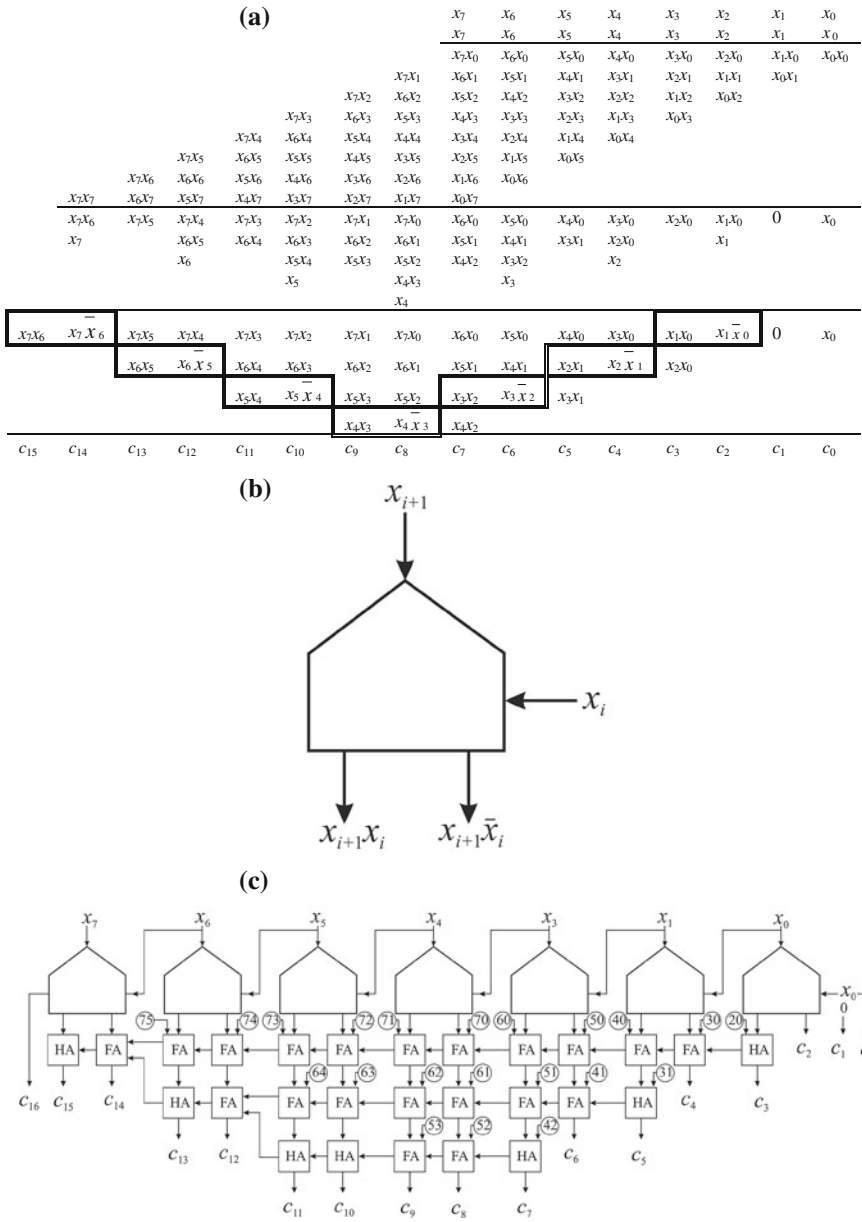 (a)
x₇ x₆ x₅ x₄ x₃ x₂ x₁ x₀
x₇ x₆ x₅ x₄ x₃ x₂ x₁ x₀
x₇x₀ x₆x₀ x₅x₀ x₄x₀ x₃x₀ x₂x₀ x₁x₀ x₀x₀
x₇x₁ x₆x₁ x₅x₁ x₄x₁ x₃x₁ x₂x₁ x₁x₁ x₀x₁
x₇x₂ x₆x₂ x₅x₂ x₄x₂ x₃x₂ x₂x₂ x₁x₂ x₀x₂
x₇x₃ x₆x₃ x₅x₃ x₄x₃ x₃x₃ x₂x₃ x₁x₃ x₀x₃
x₇x₄ x₆x₄ x₅x₄ x₄x₄ x₃x₄ x₂x₄ x₁x₄ x₀x₄
x₇x₅ x₆x₅ x₅x₅ x₄x₅ x₃x₅ x₂x₅ x₁x₅ x₀x₅
x₇x₆ x₆x₆ x₅x₆ x₄x₆ x₃x₆ x₂x₆ x₁x₆ x₀x₆
x₇x₇ x₆x₇ x₅x₇ x₄x₇ x₃x₇ x₂x₇ x₁x₇ x₀x₇
x₇x₆ x₇x₅ x₇x₄ x₇x₃ x₇x₂ x₇x₁ x₇x₀ x₆x₀ x₅x₀ x₄x₀ x₃x₀ x₂x₀ x₁x₀ 0 x₀
x₇ x₆x₅ x₆x₄ x₆x₃ x₆x₂ x₆x₁ x₅x₁ x₄x₁ x₃x₁ x₂x₀ x₁
x₆ x₅x₄ x₅x₃ x₅x₂ x₄x₂ x₃x₂ x₂
x₅ x₄x₃ x₃
x₄
x₇x₆ x₇x̄₆ x₇x₅ x₇x₄ x₇x₃ x₇x₂ x₇x₁ x₇x₀ x₆x₀ x₅x₀ x₄x₀ x₃x₀ x₁x₀ x₁x̄₀ 0 x₀
x₆x₅ x₆x̄₅ x₆x₄ x₆x₃ x₆x₂ x₆x₁ x₅x₁ x₄x₁ x₂x₁ x₂x̄₁ x₂x₀
x₅x₄ x₅x̄₄ x₅x₃ x₅x₂ x₃x₂ x₃x̄₂ x₃x₁
x₄x₃ x₄x̄₃ x₄x₂
c₁₅ c₁₄ c₁₃ c₁₂ c₁₁ c₁₀ c₉ c₈ c₇ c₆ c₅ c₄ c₃ c₂ c₁ c₀
(b)
xᵢ₊₁
xᵢ
xᵢ₊₁xᵢ xᵢ₊₁x̄ᵢ
(c)
x₇ x₆ x₅ x₄ x₃ x₁ x₀
x₀
0
75 74 73 72 71 70 60 50 40 30 20
HA FA FA FA FA FA FA FA FA FA FA FA HA
c₂ c₁
64 63 62 61 51 41 31
c₁₆ c₁₅ c₁₄ HA FA FA FA FA FA FA FA HA c₄ c₃
53 52 42
c₁₃ c₁₂ HA HA FA FA HA c₆ c₅
c₁₁ c₁₀ c₉ c₈ c₇